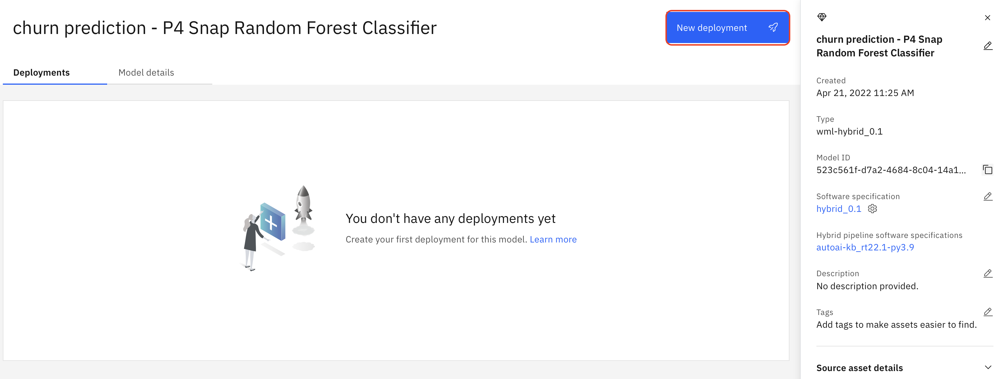 churn prediction - P4 Snap Random Forest Classifier
New deployment
Deployments
Model details
You don't have any deployments yet
Create your first deployment for this model. Learn more
churn prediction - P4 Snap
Random Forest Classifier
Created
Apr 21, 2022 11:25 AM
Type
wml-hybrid_0.1
Model ID
523c561f-d7a2-4684-8c04-14a1...
Software specification
hybrid_0.1
Hybrid pipeline software specifications
autoai-kb_rt22.1-py3.9
Description
No description provided.
Tags
Add tags to make assets easier to find.
Source asset details